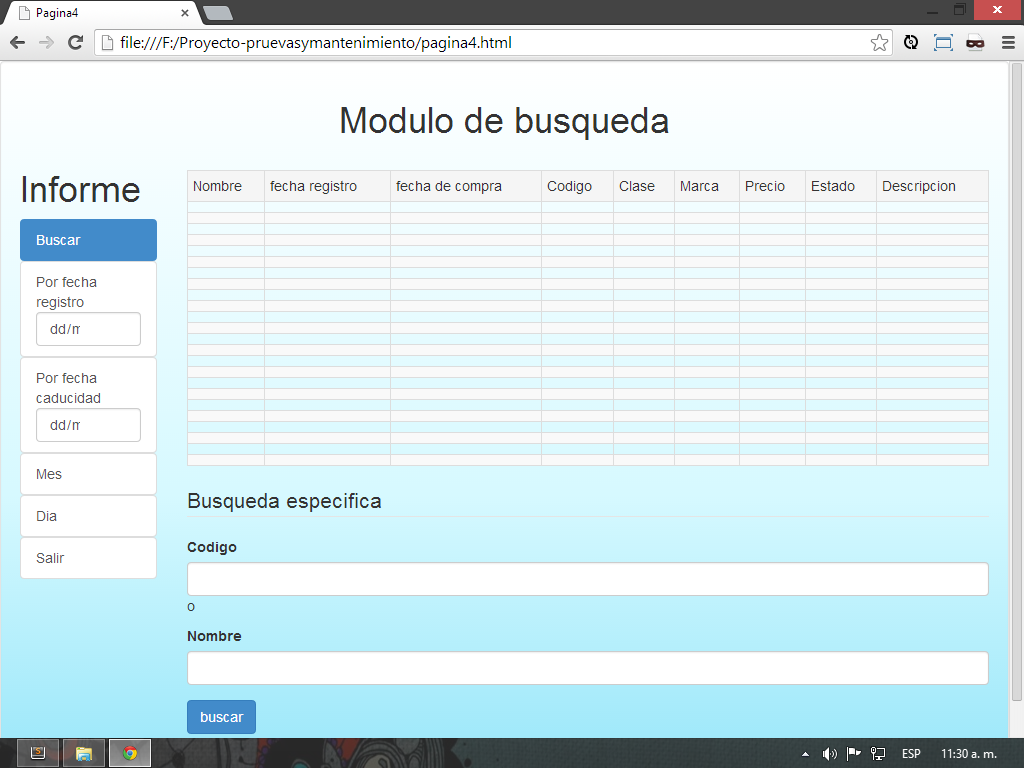 Pagina4
file:///F:/Proyecto-pruevasymantenimiento/pagina4.html
Modulo de busqueda
Informe
Buscar
Por fecha
registro
dd/m
Por fecha
caducidad
dd/m
Mes
Dia
Salir
Nombre fecha registro fecha de compra Codigo Clase Marca Precio Estado Descripcion
Busqueda especifica
Codigo
o
Nombre
buscar
ESP 11:30 a. m.